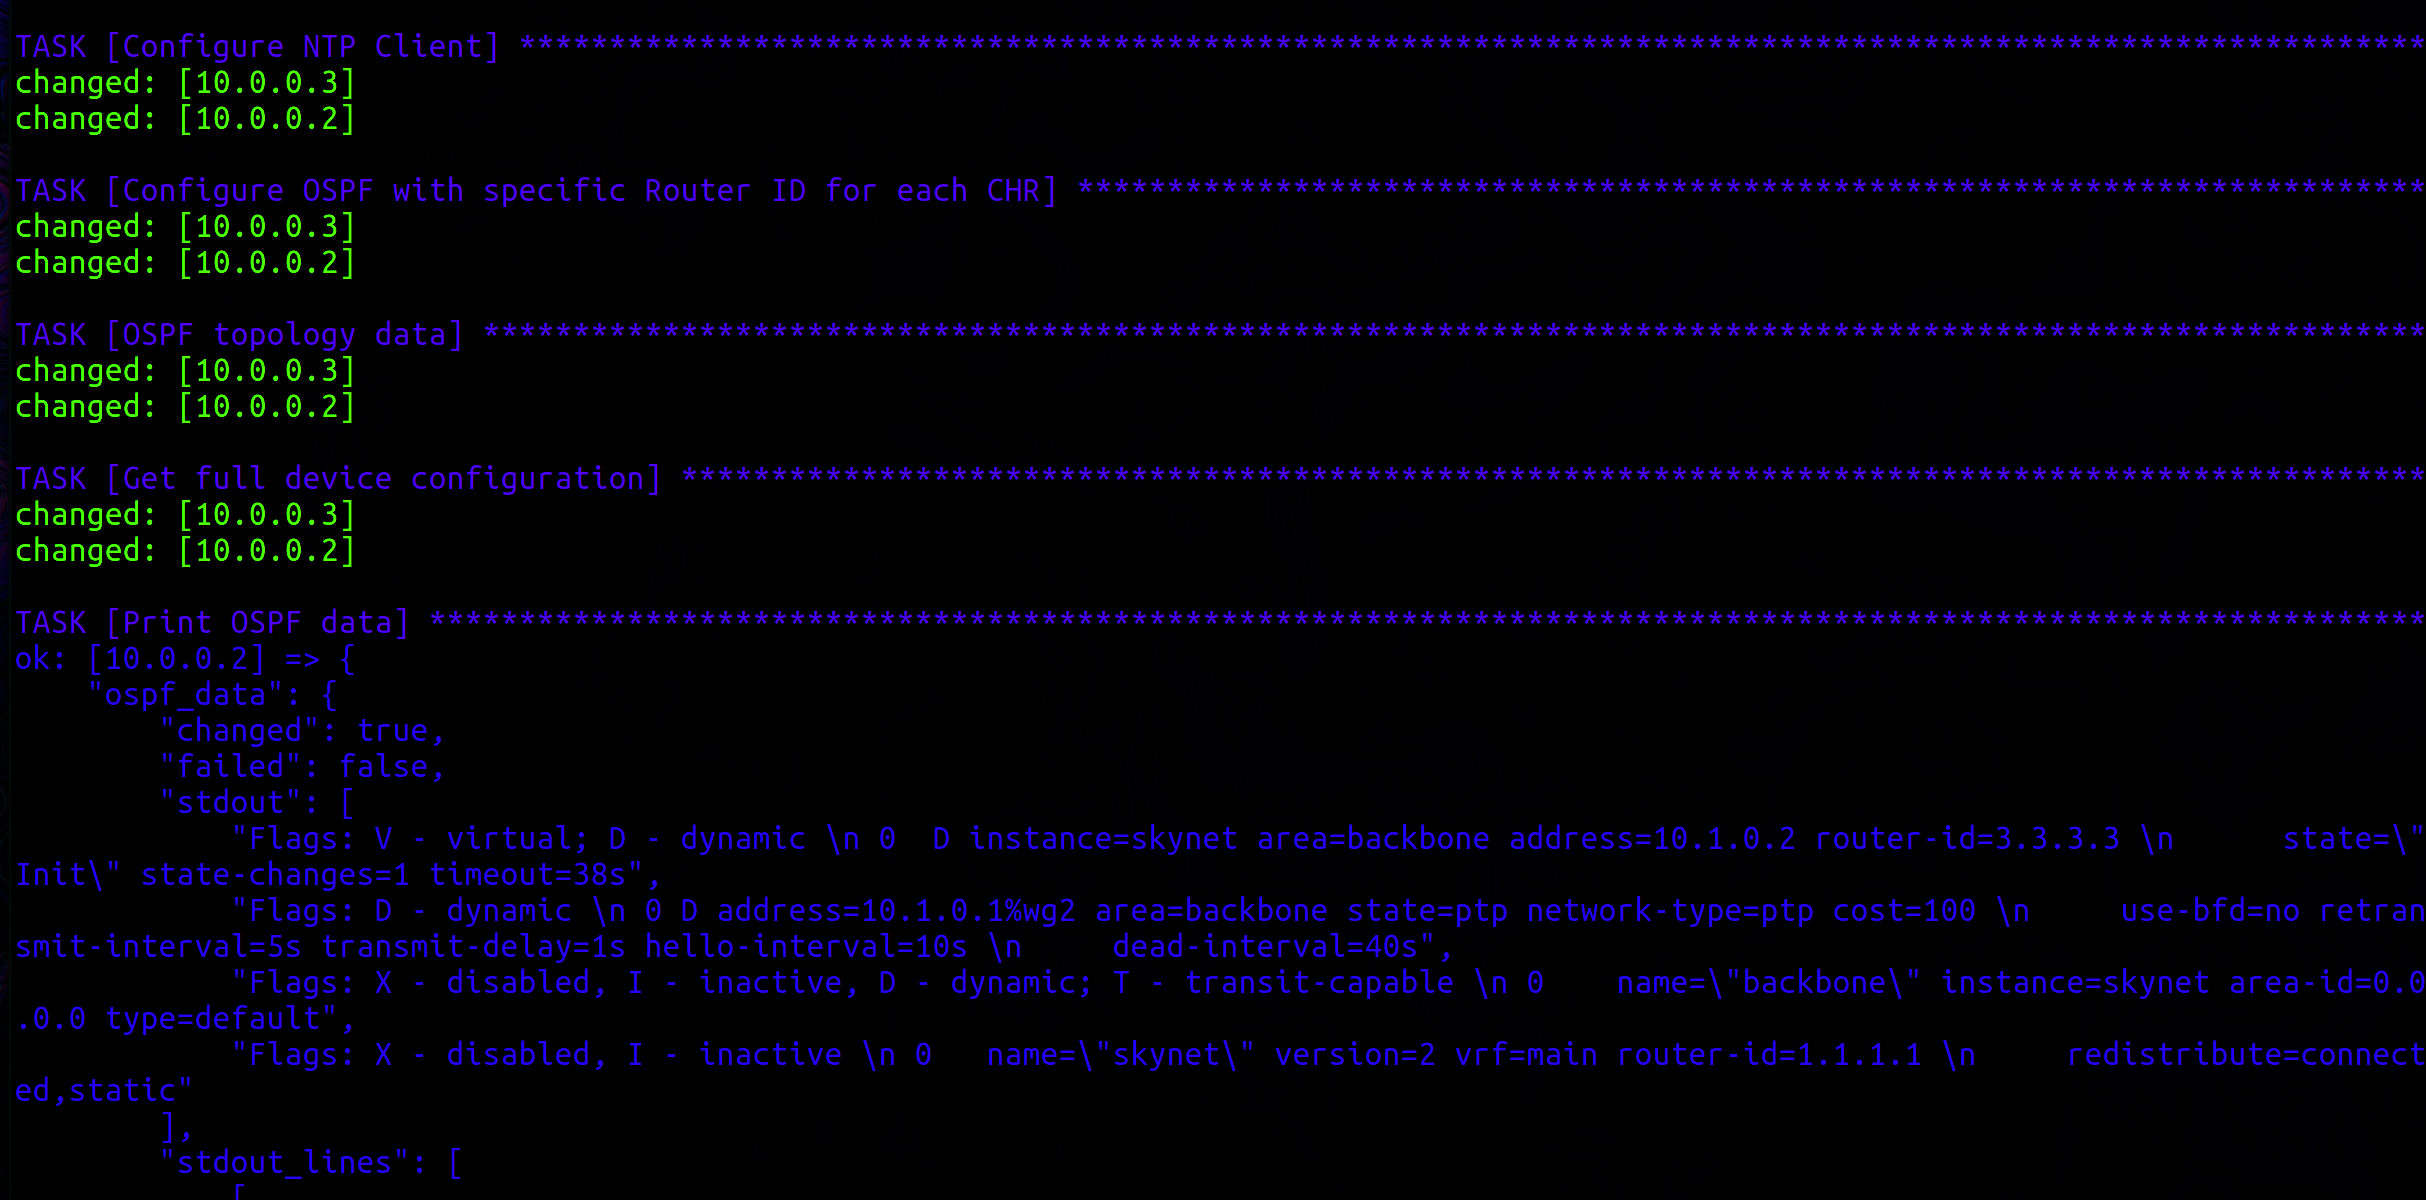 TASK [Configure NTP Client] **********************************************************************************************************
changed: [10.0.0.3]
changed: [10.0.0.2]
TASK [Configure OSPF with specific Router ID for each CHR] ***************************************************************************
changed: [10.0.0.3]
changed: [10.0.0.2]
TASK [OSPF topology data] ************************************************************************************************************
changed: [10.0.0.3]
changed: [10.0.0.2]
TASK [Get full device configuration] *************************************************************************************************
changed: [10.0.0.3]
changed: [10.0.0.2]
TASK [Print OSPF data] ***************************************************************************************************************
ok: [10.0.0.2] => {
    "ospf_data": {
        "changed": true,
        "failed": false,
        "stdout": [
            "Flags: V - virtual; D - dynamic \n 0  D instance=skynet area=backbone address=10.1.0.2 router-id=3.3.3.3 \n      state=\"
Init\" state-changes=1 timeout=38s",
            "Flags: D - dynamic \n 0 D address=10.1.0.1%wg2 area=backbone state=ptp network-type=ptp cost=100 \n     use-bfd=no retran
smit-interval=5s transmit-delay=1s hello-interval=10s \n     dead-interval=40s",
            "Flags: X - disabled, I - inactive, D - dynamic; T - transit-capable \n 0    name=\"backbone\" instance=skynet area-id=0.0
.0.0 type=default",
            "Flags: X - disabled, I - inactive \n 0   name=\"skynet\" version=2 vrf=main router-id=1.1.1.1 \n     redistribute=connect
ed,static"
        ],
        "stdout_lines": [
            [